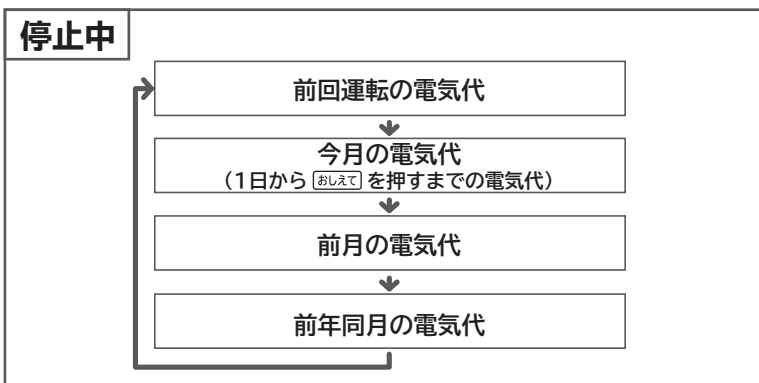 停止中
前回運転の電気代
今月の電気代
（1日から おしえて を押すまでの電気代）
前月の電気代
前年同月の電気代